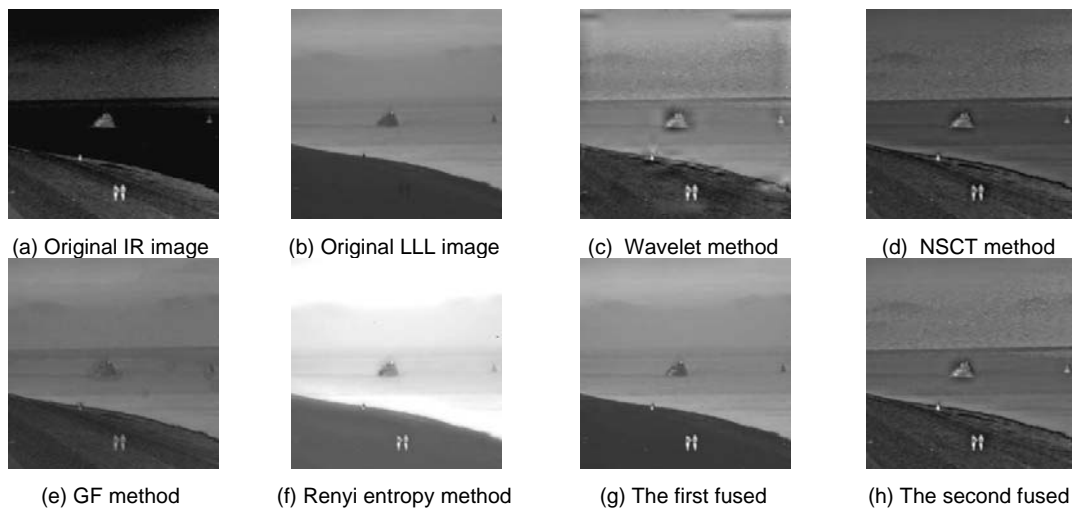 (a) Original IR image
(b) Original LLL image
(c) Wavelet method
(d) NSCT method
(e) GF method
(f) Renyi entropy method
(g) The first fused
(h) The second fused